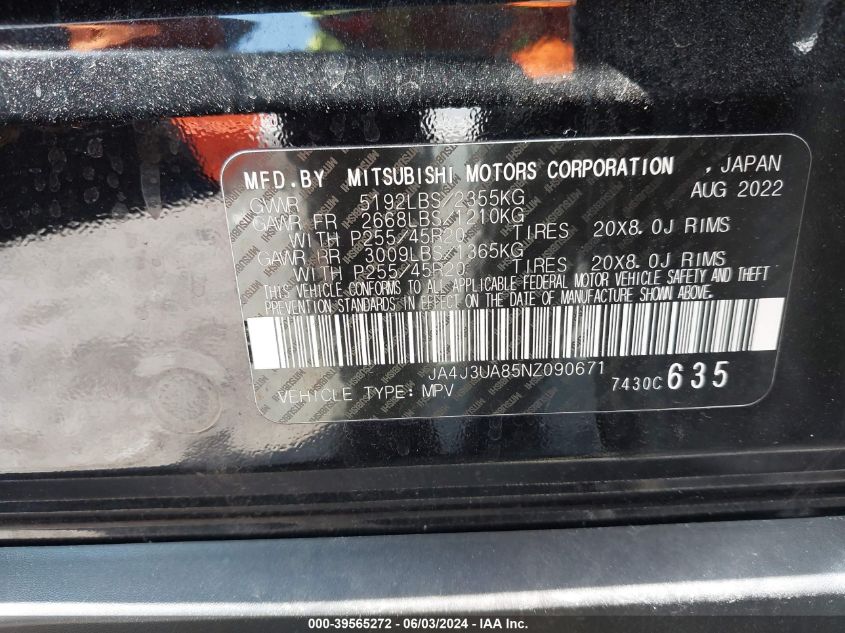 MFD.BY MITSUBISHI MOTORS CORPORATION , JAPAN
AUG 2022
GVWR 5192LBS/2355KG
GAWR FR 2668LBS/1210KG
WITH P255/45R20 TIRES 20X8.0J RIMS
GAWR RR 3009LBS/1365KG
WITH P255/45R20 TIRES 20X8.0J RIMS
THIS VEHICLE CONFORMS TO ALL APPLICABLE FEDERAL MOTOR VEHICLE SAFETY AND THEFT
PREVENTION STANDARDS IN EFFECT ON THE DATE OF MANUFACTURE SHOWN ABOVE.
JA4J3UA85NZ090671
VEHICLE TYPE: MPV 7430C 635
000-39565272 - 06/03/2024 - IAAI.com